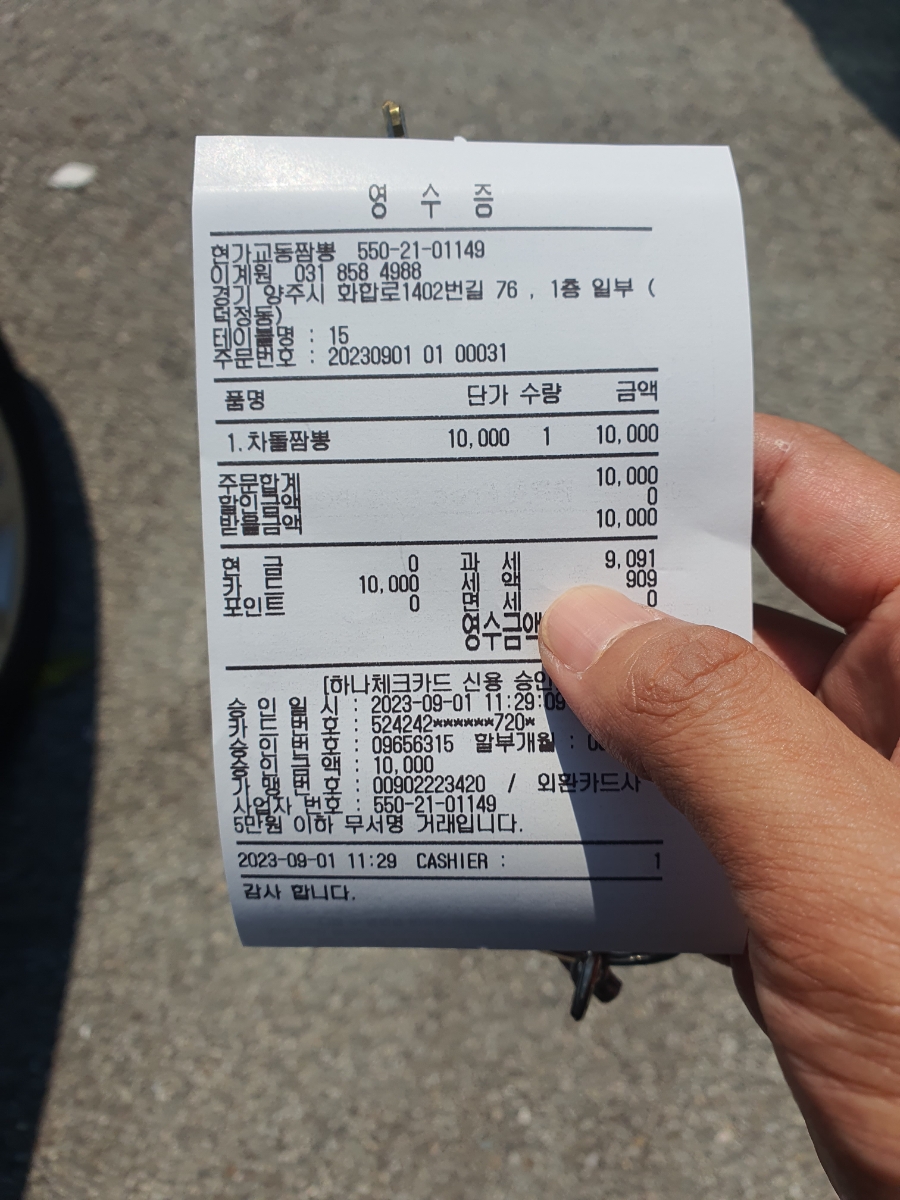 영 수 증
현가교동짬뽕 550-21-01149
이계원 031 858 4988
경기 양주시 화합로1402번길 76 , 1층 일부 (
덕정동)
테이블명 : 15
주문번호 : 20230901 01 00031
품명 단가 수량 금액
1.차돌짬뽕 10,000 1 10,000
주문합계 10,000
할인금액 0
받을금액 10,000
현 금 0 과 세 9,091
카 드 10,000 세 액 909
포인트 0 면 세 0
영수금액
[하나체크카드 신용 승인
승 인 일 시 : 2023-09-01 11:29:09
카 드 번 호 : 524242******720*
승 인 번 호 : 09656315 할부개월 :
승 인 금 액 : 10,000
가 맹 번 호 : 00902223420 / 외환카드사
사업자 번호 : 550-21-01149
5만원 이하 무서명 거래입니다.
2023-09-01 11:29 CASHIER : 1
감사 합니다.